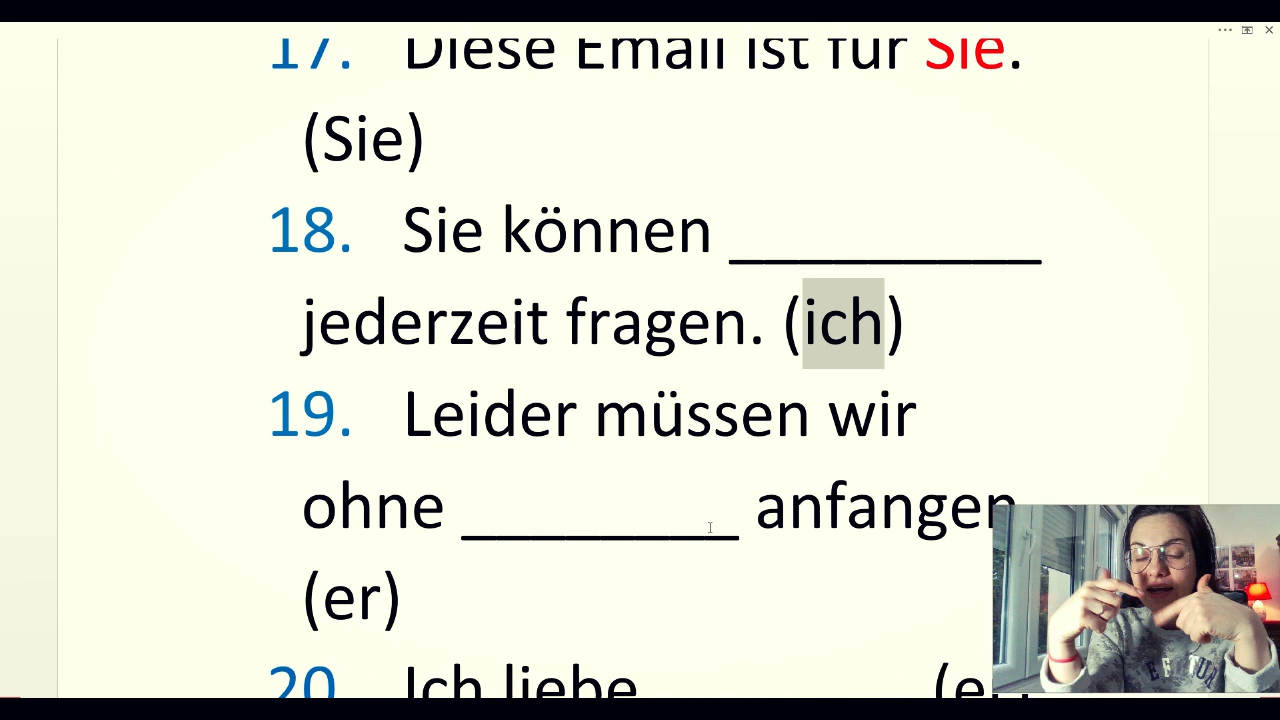 17. Diese Email ist für Sie.
(Sie)
18. Sie können _________
jederzeit fragen. (ich)
19. Leider müssen wir
ohne ________ anfangen
(er)
20. Ich liebe